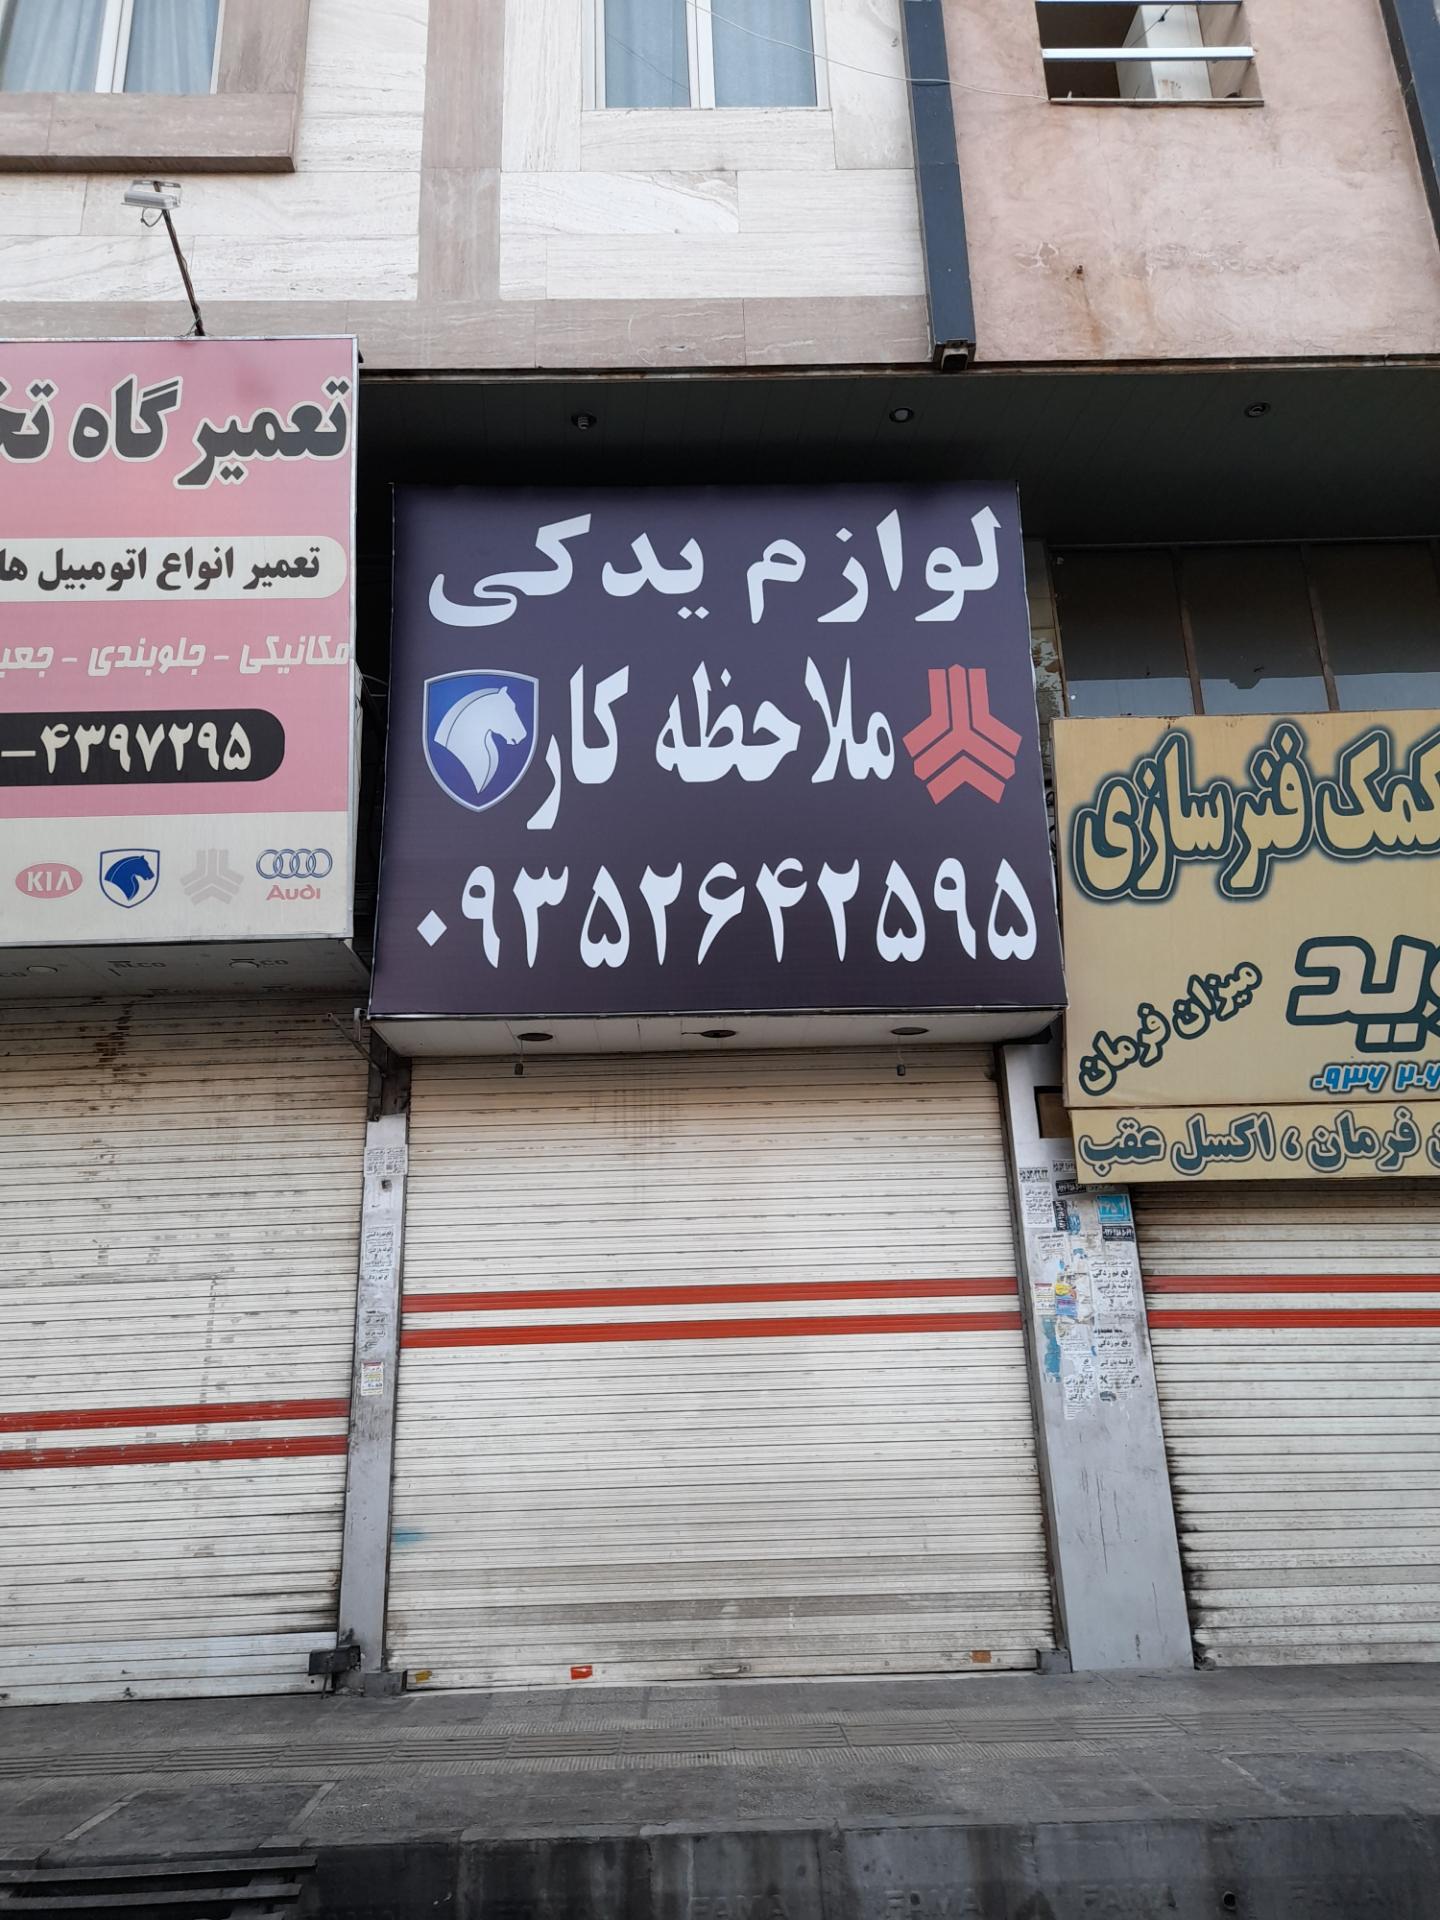 لوازم یدکی
ملاحظه کار
۰۹۳۵۲۶۴۲۵۹۵
تعمیرگاه
تعمیر انواع اتومبیل ها
مکانیکی - جلوبندی -
-۴۳۹۷۲۹۵
KIA
Audi
کمک فنرسازی
میزان فرمان
فرمان ، اکسل عقب